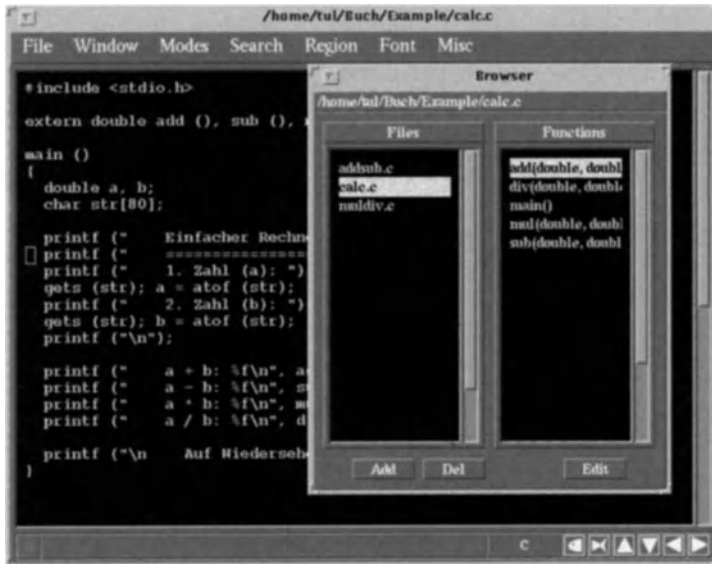 /home/tul/Buch/Example/calc.c
File Window Modes Search Region Font Misc
#include <stdio.h>
extern double add (), sub (),
main ()
{
double a, b;
char str[80];
printf (" Einfacher Rechne
printf (" ==================
printf (" 1. Zahl (a): ")
gets (str); a = atof (str);
printf (" 2. Zahl (b): ")
gets (str); b = atof (str);
printf ("\n");
printf (" a + b: %f\n", a
printf (" a - b: %f\n", s
printf (" a * b: %f\n", m
printf (" a / b: %f\n", d
printf ("\n Auf Wiederseh
}
Browser
/home/tul/Buch/Example/calc.c
Files
addsub.c
calc.c
muldiv.c
Functions
add(double, doubl
div(double, doubl
main()
mul(double, doubl
sub(double, doubl
Add Del Edit
C